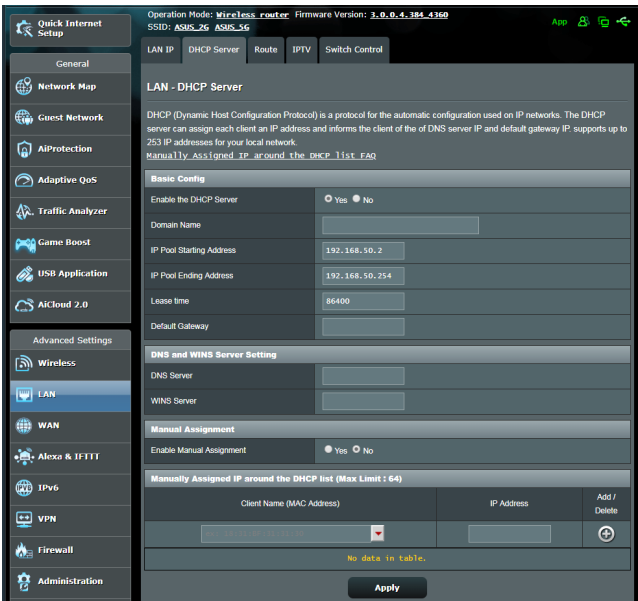 Quick Internet
Setup
General
Network Map
Guest Network
AiProtection
Adaptive QoS
Traffic Analyzer
Game Boost
USB Application
AiCloud 2.0
Advanced Settings
Wireless
LAN
WAN
Alexa & IFTTT
IPv6
VPN
Firewall
Administration
Operation Mode: Wireless router Firmware Version: 3.0.0.4.384_4360
SSID: ASUS_2G ASUS_5G
App
LAN IP DHCP Server Route IPTV Switch Control
LAN - DHCP Server
DHCP (Dynamic Host Configuration Protocol) is a protocol for the automatic configuration used on IP networks. The DHCP
server can assign each client an IP address and informs the client of the of DNS server IP and default gateway IP. supports up to
253 IP addresses for your local network.
Manually Assigned IP around the DHCP list FAQ
Basic Config
Enable the DHCP Server Yes No
Domain Name
IP Pool Starting Address 192.168.50.2
IP Pool Ending Address 192.168.50.254
Lease time 86400
Default Gateway
DNS and WINS Server Setting
DNS Server
WINS Server
Manual Assignment
Enable Manual Assignment Yes No
Manually Assigned IP around the DHCP list (Max Limit : 64)
Client Name (MAC Address) IP Address Add /
Delete
No data in table.
Apply